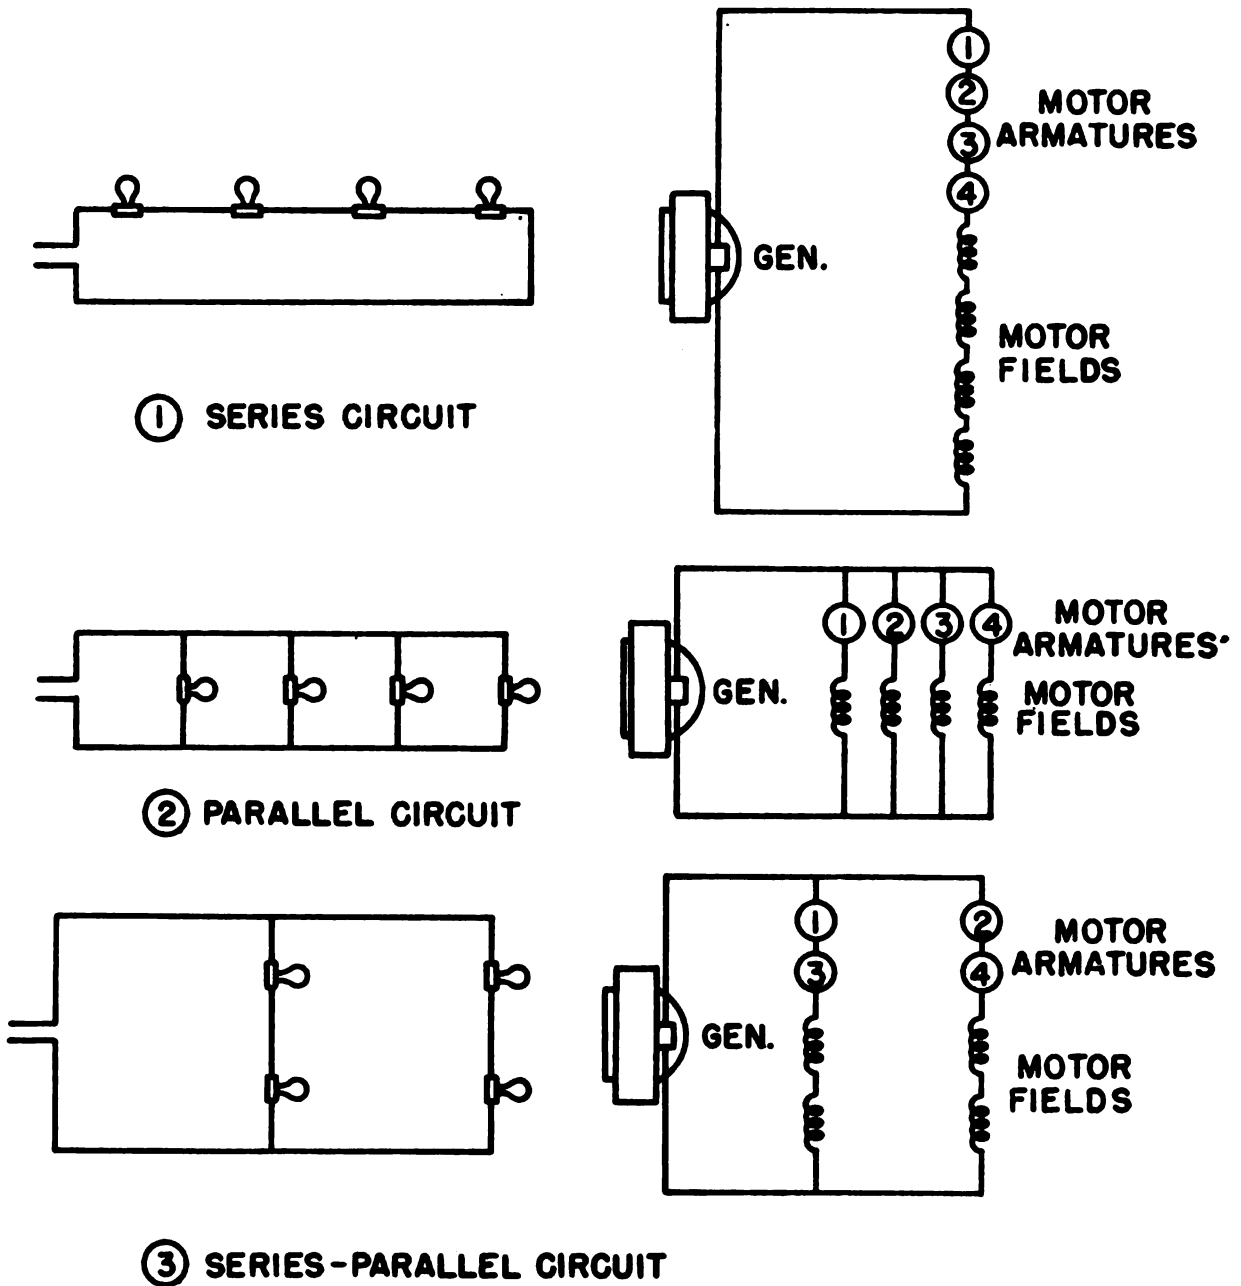 1
2
3
4
MOTOR
ARMATURES
GEN.
MOTOR
FIELDS
1 SERIES CIRCUIT
1 2 3 4
MOTOR
ARMATURES
GEN.
MOTOR
FIELDS
2 PARALLEL CIRCUIT
1 2
3 4
MOTOR
ARMATURES
GEN.
MOTOR
FIELDS
3 SERIES-PARALLEL CIRCUIT